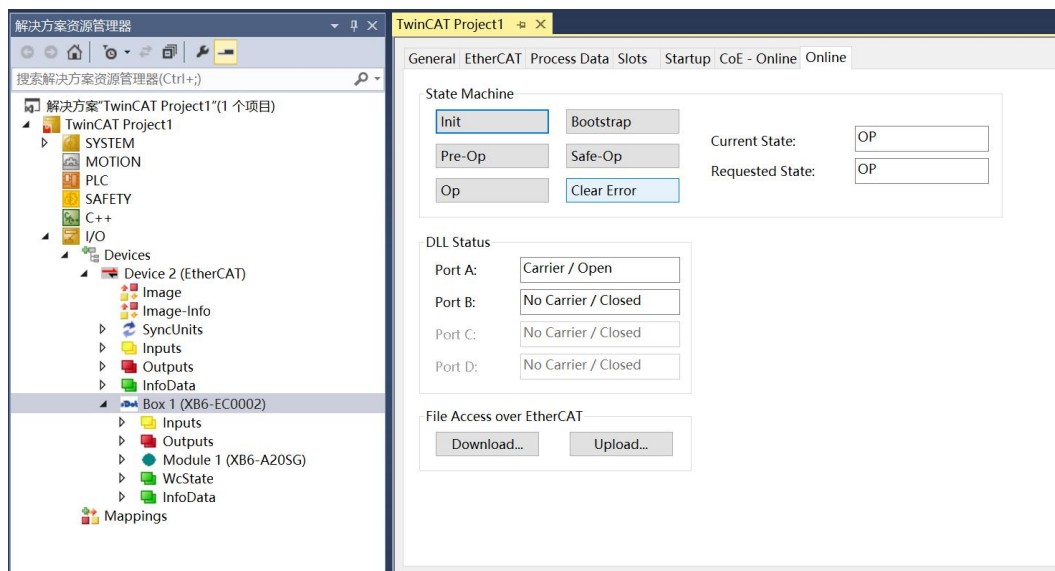 解决方案资源管理器
搜索解决方案资源管理器(Ctrl+;)
解决方案"TwinCAT Project1"(1 个项目)
TwinCAT Project1
SYSTEM
MOTION
PLC
SAFETY
C++
I/O
Devices
Device 2 (EtherCAT)
Image
Image-Info
SyncUnits
Inputs
Outputs
InfoData
Box 1 (XB6-EC0002)
Inputs
Outputs
Module 1 (XB6-A20SG)
WcState
InfoData
Mappings
TwinCAT Project1
General EtherCAT Process Data Slots Startup CoE - Online Online
State Machine
Init Bootstrap
Pre-Op Safe-Op
Op Clear Error
Current State: OP
Requested State: OP
DLL Status
Port A: Carrier / Open
Port B: No Carrier / Closed
Port C: No Carrier / Closed
Port D: No Carrier / Closed
File Access over EtherCAT
Download... Upload...